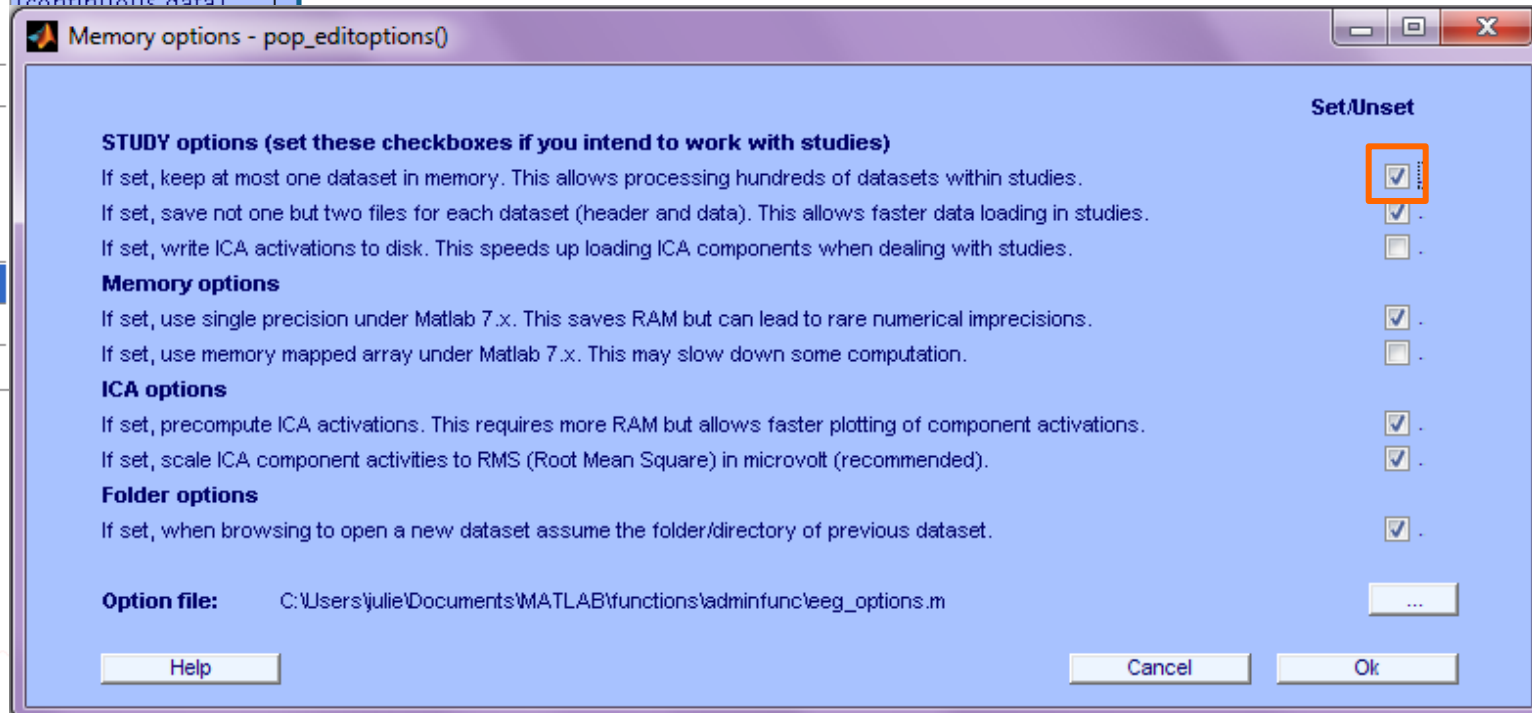 (continuous data)
Memory options - pop_editoptions()
Set/Unset
STUDY options (set these checkboxes if you intend to work with studies)
If set, keep at most one dataset in memory. This allows processing hundreds of datasets within studies.
If set, save not one but two files for each dataset (header and data). This allows faster data loading in studies.
If set, write ICA activations to disk. This speeds up loading ICA components when dealing with studies.
Memory options
If set, use single precision under Matlab 7.x. This saves RAM but can lead to rare numerical imprecisions.
If set, use memory mapped array under Matlab 7.x. This may slow down some computation.
ICA options
If set, precompute ICA activations. This requires more RAM but allows faster plotting of component activations.
If set, scale ICA component activities to RMS (Root Mean Square) in microvolt (recommended).
Folder options
If set, when browsing to open a new dataset assume the folder/directory of previous dataset.
Option file: C:\Users\julie\Documents\MATLAB\functions\adminfunc\eeg_options.m ...
Help Cancel Ok